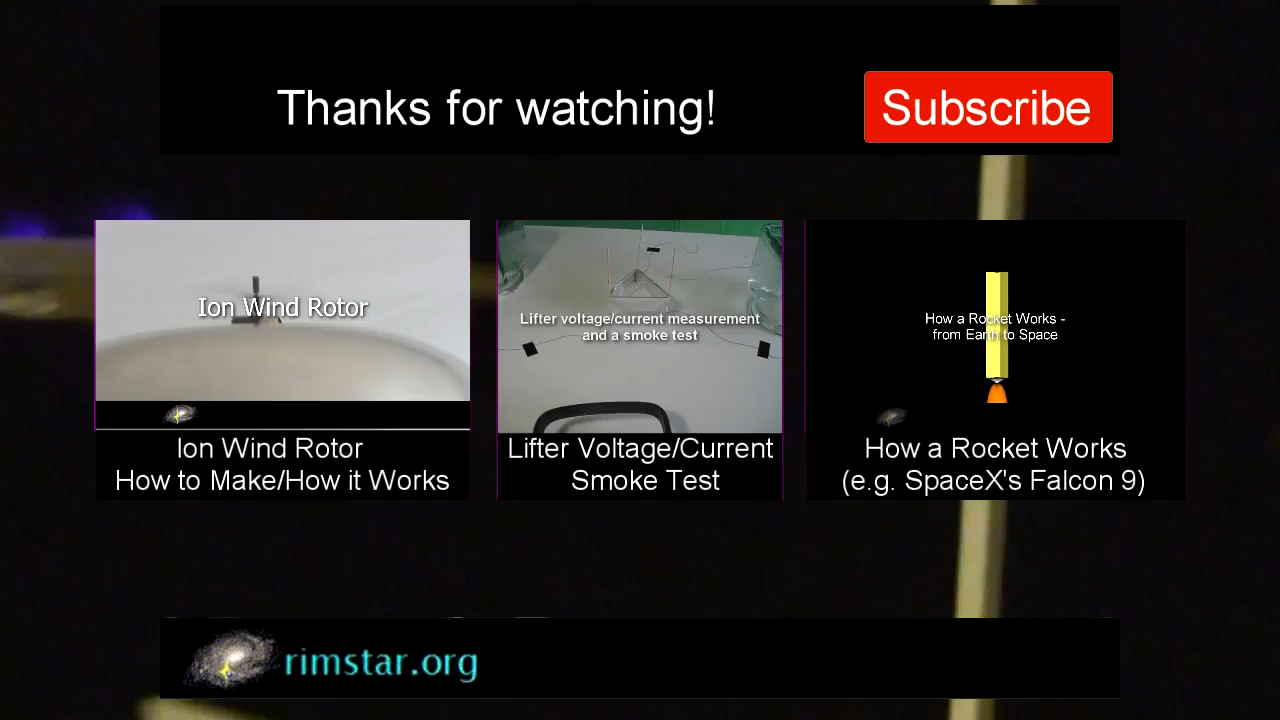 Thanks for watching!
Subscribe
Ion Wind Rotor
Ion Wind Rotor
How to Make/How it Works
Lifter voltage/current measurement
and a smoke test
Lifter Voltage/Current
Smoke Test
How a Rocket Works -
from Earth to Space
How a Rocket Works
(e.g. SpaceX's Falcon 9)
rimstar.org